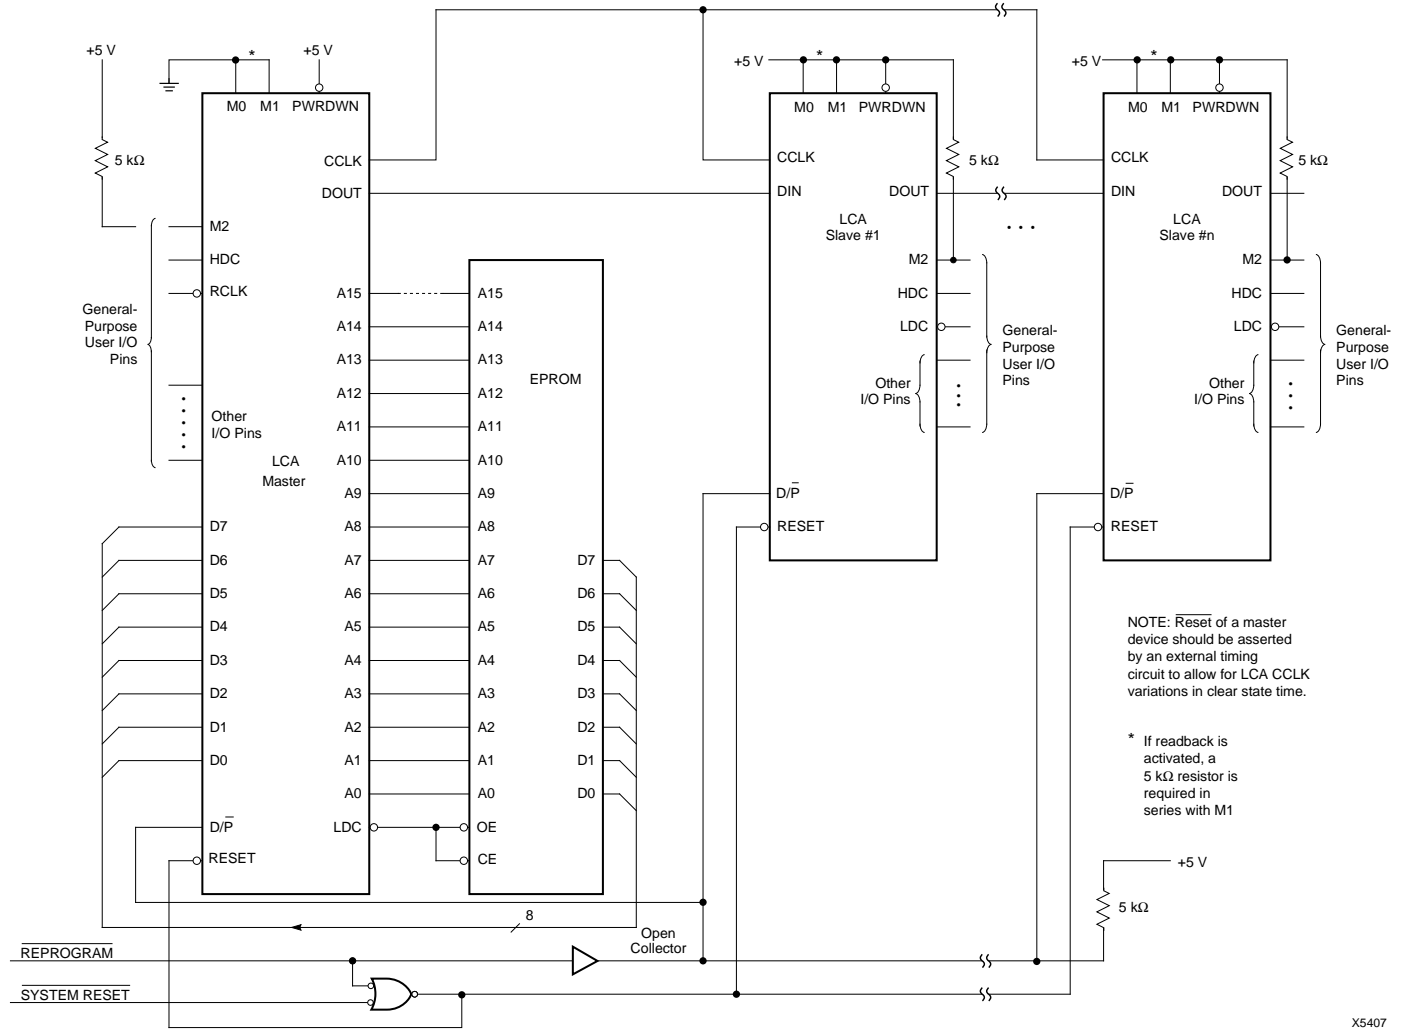 +5 V
+5 V
*
M0 M1 PWRDWN
5 kΩ
CCLK
DOUT
M2
HDC
RCLK
General-
Purpose
User I/O
Pins
Other
I/O Pins
LCA
Master
A15
A14
A13
A12
A11
A10
A9
A8
A7
A6
A5
A4
A3
A2
A1
A0
LDC
D7
D6
D5
D4
D3
D2
D1
D0
D/P̅
RESET
A15
A14
A13
A12
A11
A10
A9
A8
A7
A6
A5
A4
A3
A2
A1
A0
OE
CE
EPROM
D7
D6
D5
D4
D3
D2
D1
D0
+5 V
*
M0 M1 PWRDWN
5 kΩ
CCLK
DIN
DOUT
LCA
Slave #1
M2
HDC
LDC
Other
I/O Pins
General-
Purpose
User I/O
Pins
D/P̅
RESET
+5 V
*
M0 M1 PWRDWN
5 kΩ
CCLK
DIN
DOUT
LCA
Slave #n
M2
HDC
LDC
Other
I/O Pins
General-
Purpose
User I/O
Pins
D/P̅
RESET
NOTE: R̅e̅s̅e̅t̅ of a master
device should be asserted
by an external timing
circuit to allow for LCA CCLK
variations in clear state time.
* If readback is
activated, a
5 kΩ resistor is
required in
series with M1
+5 V
5 kΩ
8
Open
Collector
R̅E̅P̅R̅O̅G̅R̅A̅M̅
S̅Y̅S̅T̅E̅M̅ ̅R̅E̅S̅E̅T̅
X5407